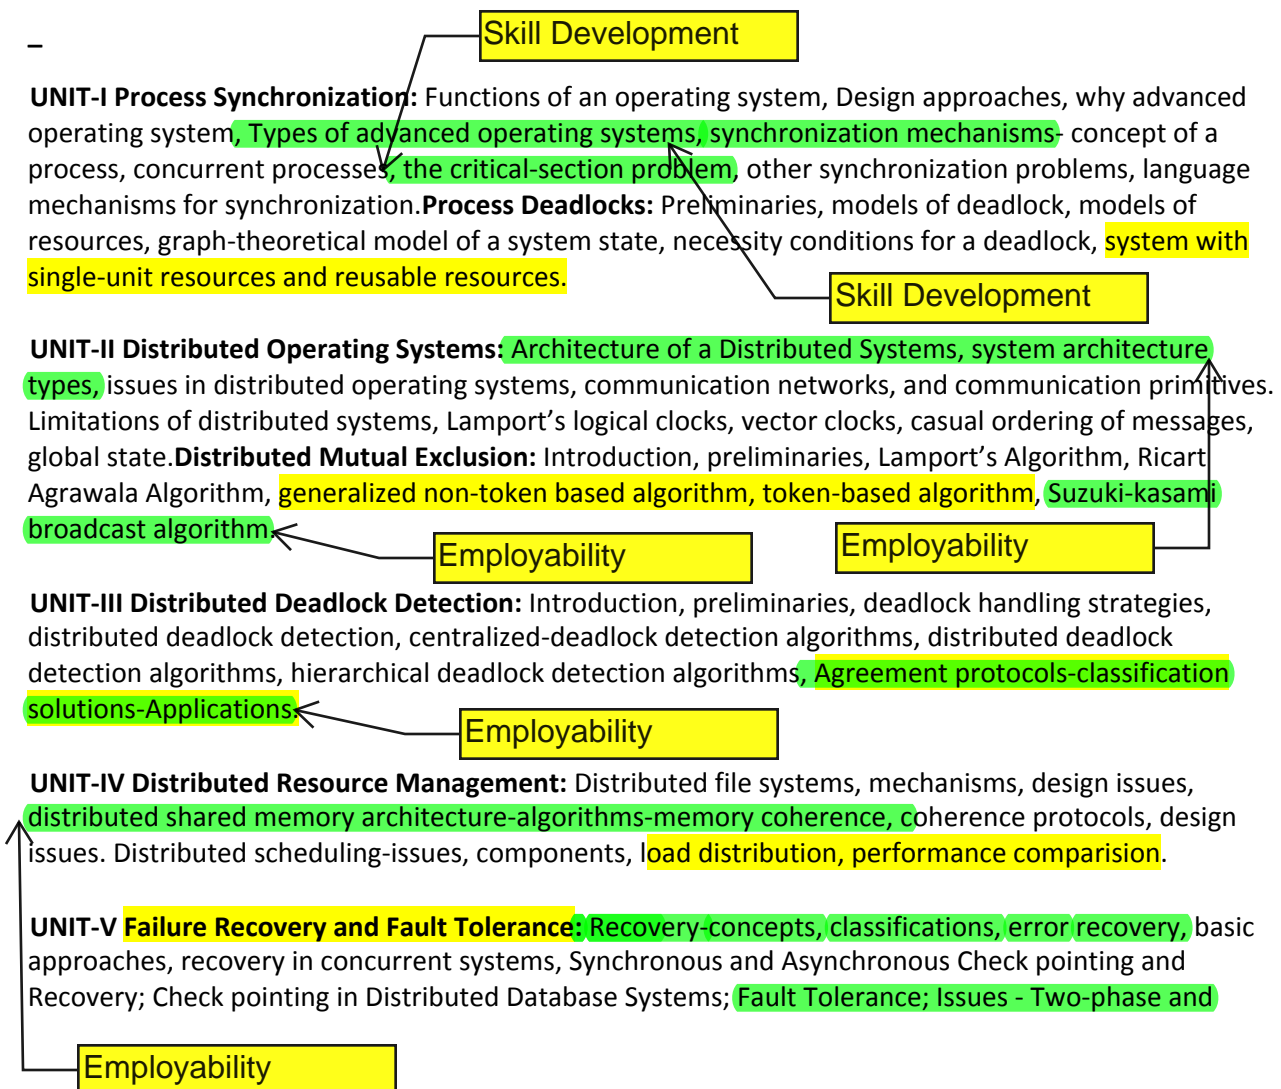 Skill Development
–
UNIT-I Process Synchronization: Functions of an operating system, Design approaches, why advanced
operating system, Types of advanced operating systems, synchronization mechanisms- concept of a
process, concurrent processes, the critical-section problem, other synchronization problems, language
mechanisms for synchronization.Process Deadlocks: Preliminaries, models of deadlock, models of
resources, graph-theoretical model of a system state, necessity conditions for a deadlock, system with
single-unit resources and reusable resources.
Skill Development
UNIT-II Distributed Operating Systems: Architecture of a Distributed Systems, system architecture
types, issues in distributed operating systems, communication networks, and communication primitives.
Limitations of distributed systems, Lamport’s logical clocks, vector clocks, casual ordering of messages,
global state.Distributed Mutual Exclusion: Introduction, preliminaries, Lamport’s Algorithm, Ricart
Agrawala Algorithm, generalized non-token based algorithm, token-based algorithm, Suzuki-kasami
broadcast algorithm.
Employability
Employability
UNIT-III Distributed Deadlock Detection: Introduction, preliminaries, deadlock handling strategies,
distributed deadlock detection, centralized-deadlock detection algorithms, distributed deadlock
detection algorithms, hierarchical deadlock detection algorithms, Agreement protocols-classification
solutions-Applications.
Employability
UNIT-IV Distributed Resource Management: Distributed file systems, mechanisms, design issues,
distributed shared memory architecture-algorithms-memory coherence, coherence protocols, design
issues. Distributed scheduling-issues, components, load distribution, performance comparision.
UNIT-V Failure Recovery and Fault Tolerance: Recovery-concepts, classifications, error recovery, basic
approaches, recovery in concurrent systems, Synchronous and Asynchronous Check pointing and
Recovery; Check pointing in Distributed Database Systems; Fault Tolerance; Issues - Two-phase and
Employability